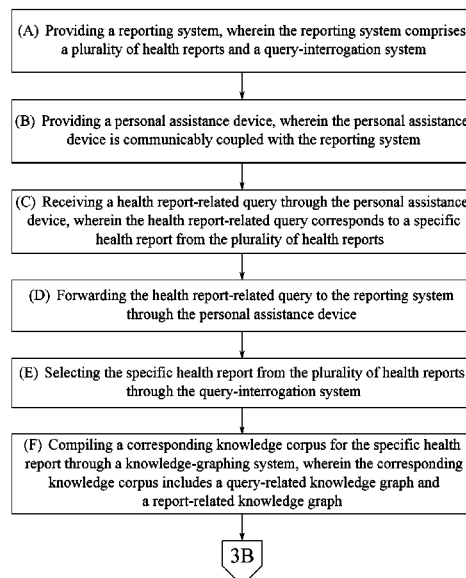 (A) Providing a reporting system, wherein the reporting system comprises
a plurality of health reports and a query-interrogation system
(B) Providing a personal assistance device, wherein the personal assistance
device is communicably coupled with the reporting system
(C) Receiving a health report-related query through the personal assistance
device, wherein the health report-related query corresponds to a specific
health report from the plurality of health reports
(D) Forwarding the health report-related query to the reporting system
through the personal assistance device
(E) Selecting the specific health report from the plurality of health reports
through the query-interrogation system
(F) Compiling a corresponding knowledge corpus for the specific health
report through a knowledge-graphing system, wherein the corresponding
knowledge corpus includes a query-related knowledge graph and
a report-related knowledge graph
3B